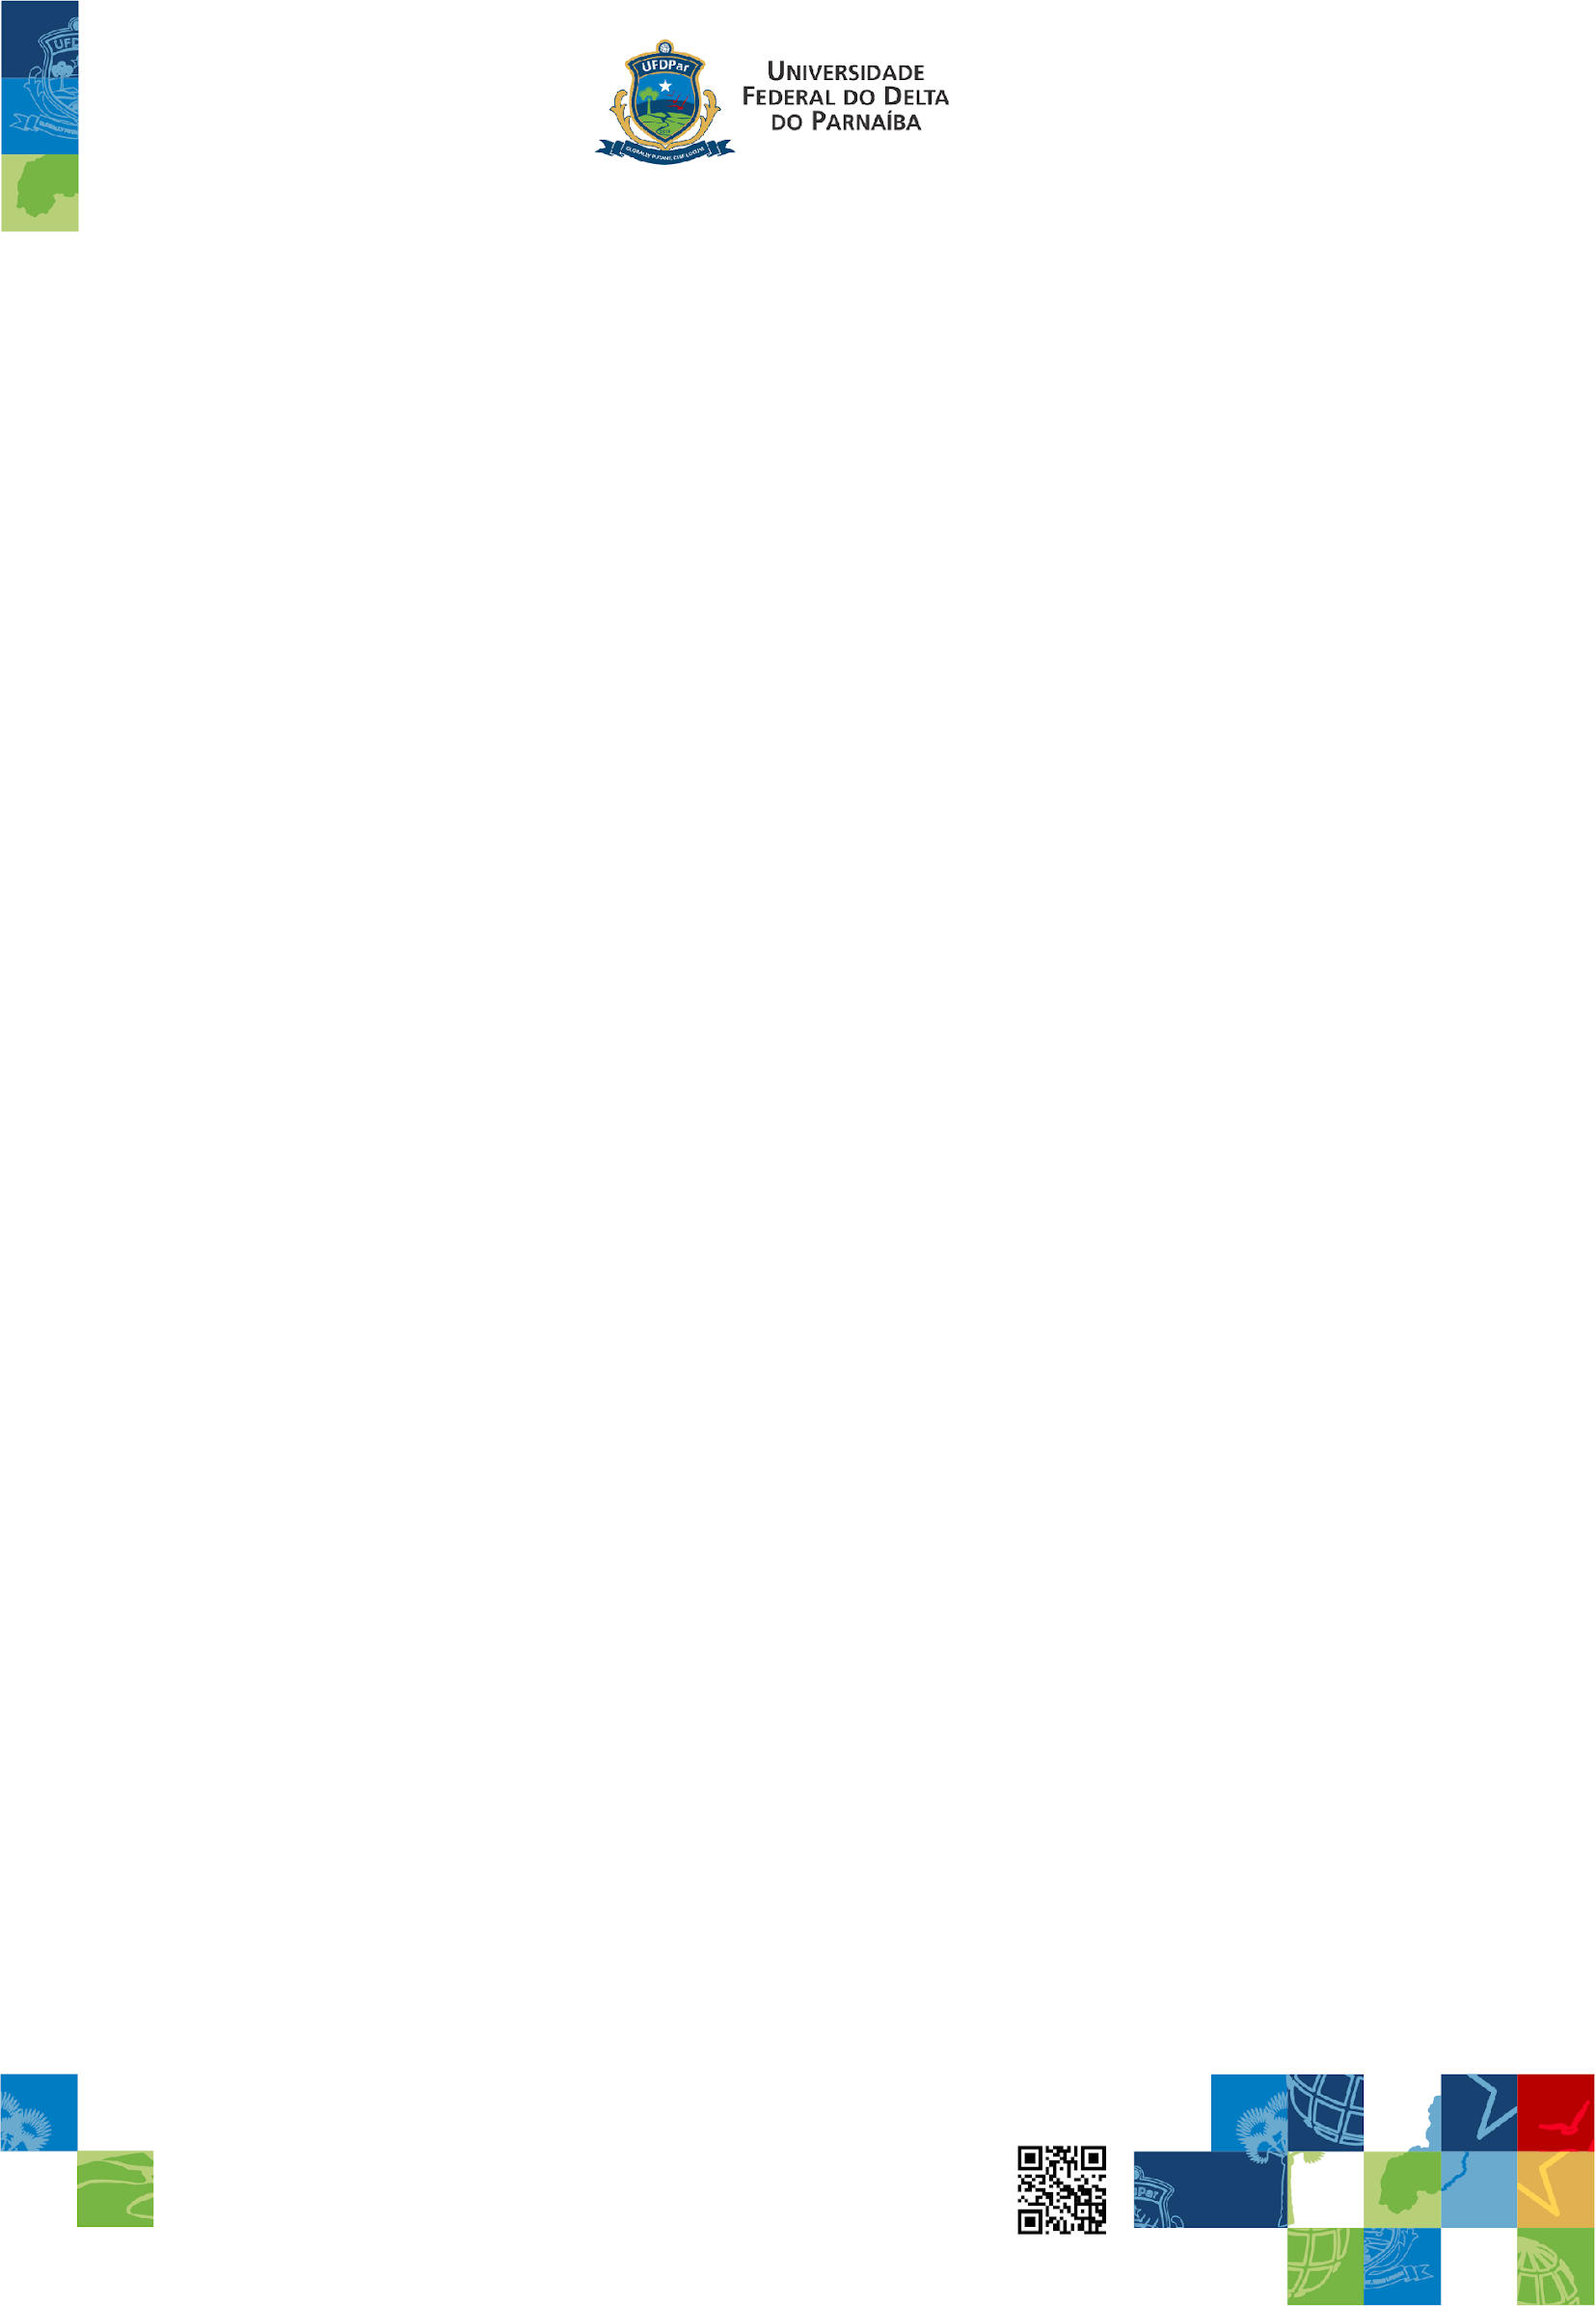 UFDPar
UNIVERSIDADE
FEDERAL DO DELTA
DO PARNAÍBA